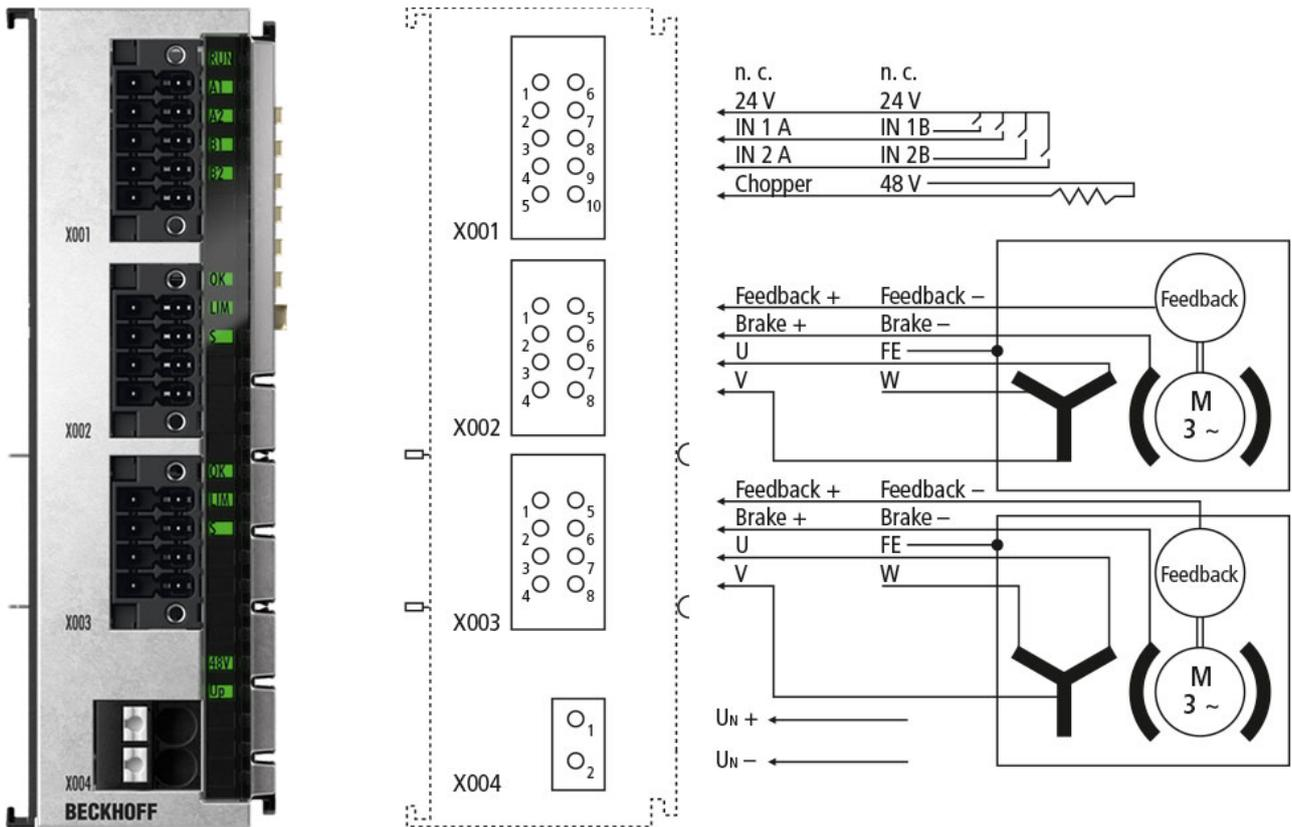 RUN
A1
A2
B1
B2
X001
OK
LIM
S
X002
OK
LIM
S
X003
48V
Up
X004
BECKHOFF
1 6
2 7
3 8
4 9
5 10
X001
1 5
2 6
3 7
4 8
X002
1 5
2 6
3 7
4 8
X003
1
2
X004
n. c. n. c.
24 V 24 V
IN 1 A IN 1B
IN 2 A IN 2B
Chopper 48 V
Feedback + Feedback –
Brake + Brake –
U FE
V W
Feedback
M
3 ~
Feedback + Feedback –
Brake + Brake –
U FE
V W
Feedback
M
3 ~
UN +
UN –